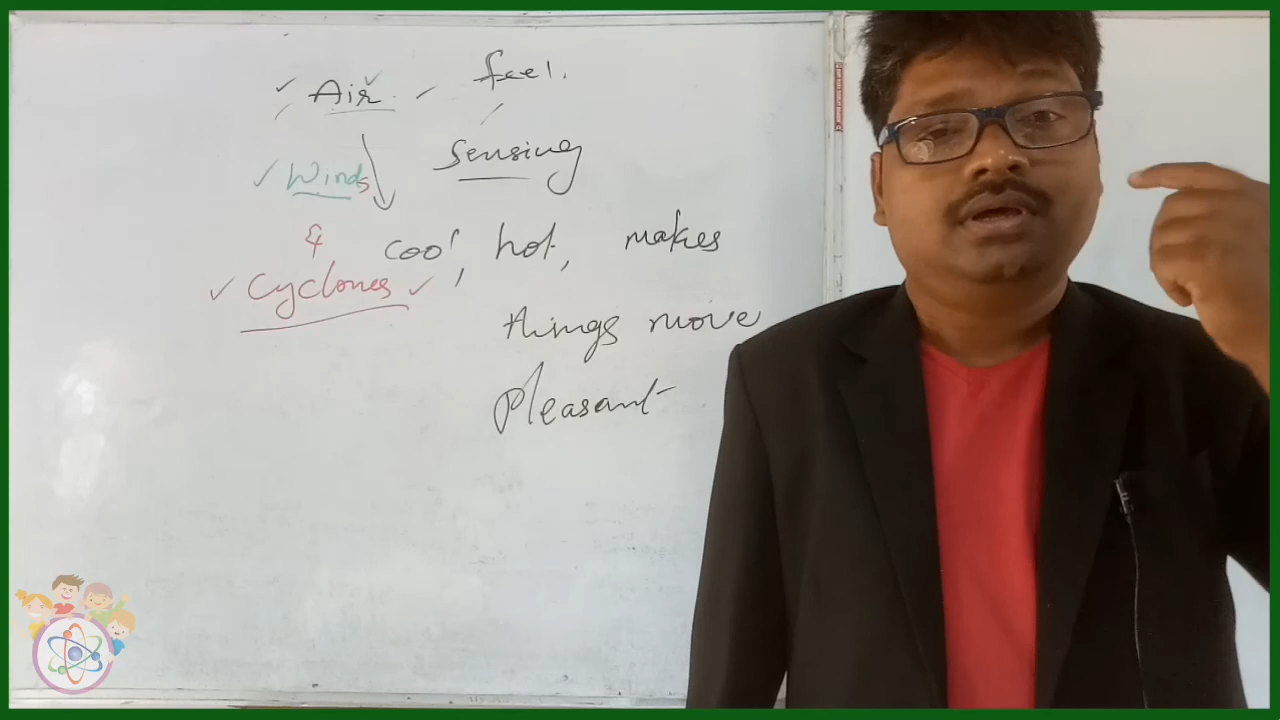 Air. feel.
Winds sensing
& cool, hot, makes
Cyclones
things move
pleasant